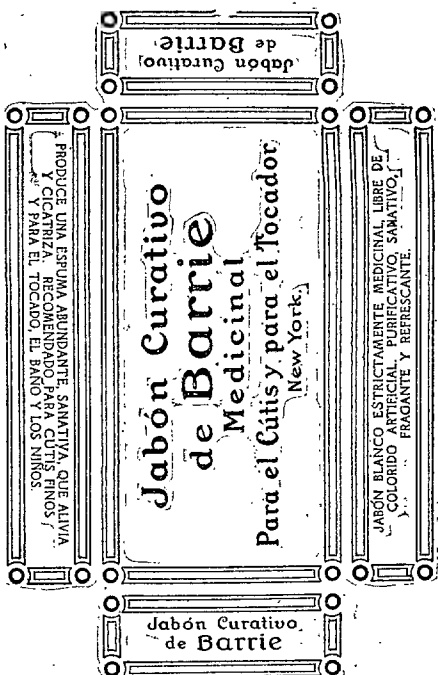 Jabón Curativo
de Barrie
PRODUCE UNA ESPUMA ABUNDANTE, SANATIVA, QUE ALIVIA
Y CICATRIZA. RECOMENDADO PARA CÚTIS FINOS
Y PARA EL TOCADO, EL BAÑO Y LOS NIÑOS.
Jabón Curativo
de Barrie
Medicinal
Para el Cútis y para el Tocador
New York
JABÓN BLANCO ESTRICTAMENTE MEDICINAL, LIBRE DE
COLORIDO ARTIFICIAL, PURIFICATIVO, SANATIVO,
FRAGANTE Y REFRESCANTE.
Jabón Curativo
de Barrie